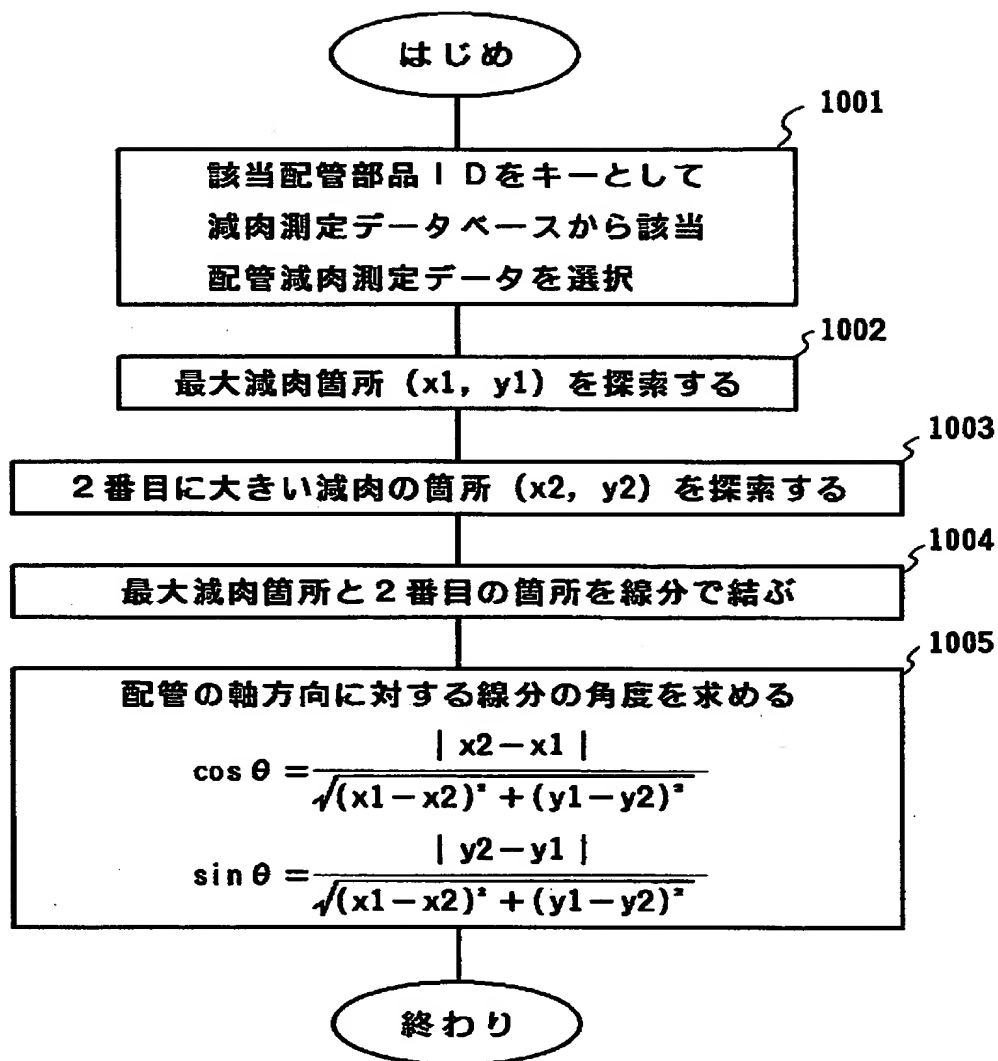 はじめ
1001
該当配管部品IDをキーとして
減肉測定データベースから該当
配管減肉測定データを選択
1002
最大減肉箇所（x1, y1）を探索する
1003
2番目に大きい減肉の箇所（x2, y2）を探索する
1004
最大減肉箇所と2番目の箇所を線分で結ぶ
1005
配管の軸方向に対する線分の角度を求める
cosθ=|x2−x1|/√(x1−x2)²+(y1−y2)²
sinθ=|y2−y1|/√(x1−x2)²+(y1−y2)²
終わり